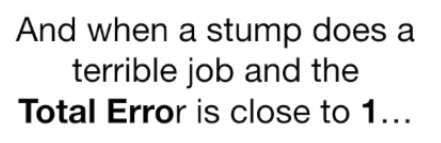 And when a stump does a
terrible job and the
Total Error is close to 1...